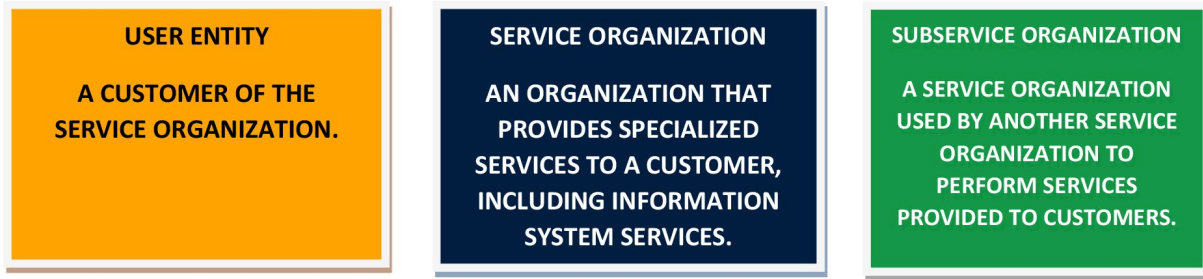 USER ENTITY
A CUSTOMER OF THE
SERVICE ORGANIZATION.
SERVICE ORGANIZATION
AN ORGANIZATION THAT
PROVIDES SPECIALIZED
SERVICES TO A CUSTOMER,
INCLUDING INFORMATION
SYSTEM SERVICES.
SUBSERVICE ORGANIZATION
A SERVICE ORGANIZATION
USED BY ANOTHER SERVICE
ORGANIZATION TO
PERFORM SERVICES
PROVIDED TO CUSTOMERS.